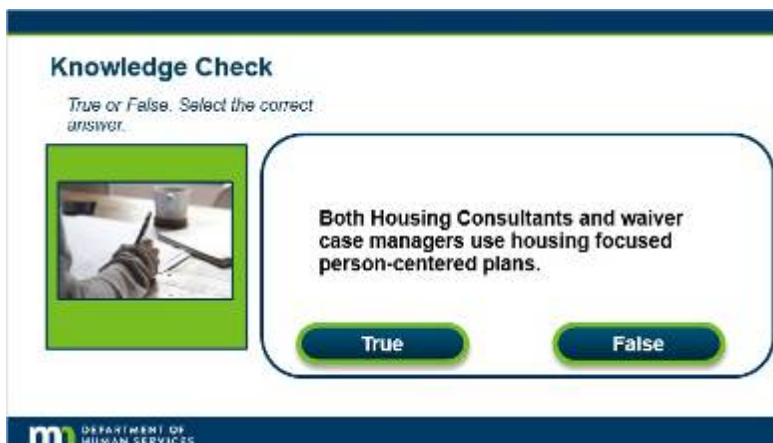 Knowledge Check
True or False. Select the correct
answer.
Both Housing Consultants and waiver
case managers use housing focused
person-centered plans.
True
False
mn DEPARTMENT OF
HUMAN SERVICES